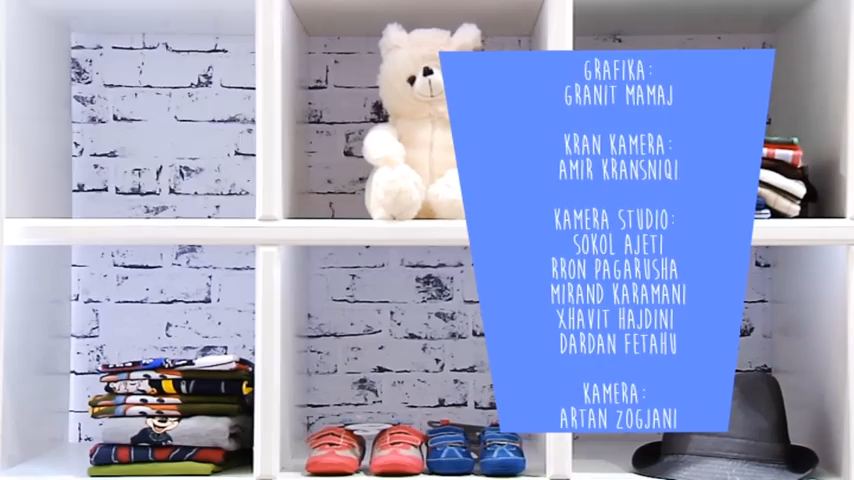 GRAFIKA:
GRANIT MAMAJ
KRAN KAMERA:
AMIR KRANSNIQI
KAMERA STUDIO:
SOKOL AJETI
RRON PAGARUSHA
MIRAND KARAMANI
XHAVIT HAJDINI
DARDAN FETAHU
KAMERA:
ARTAN ZOGJANI